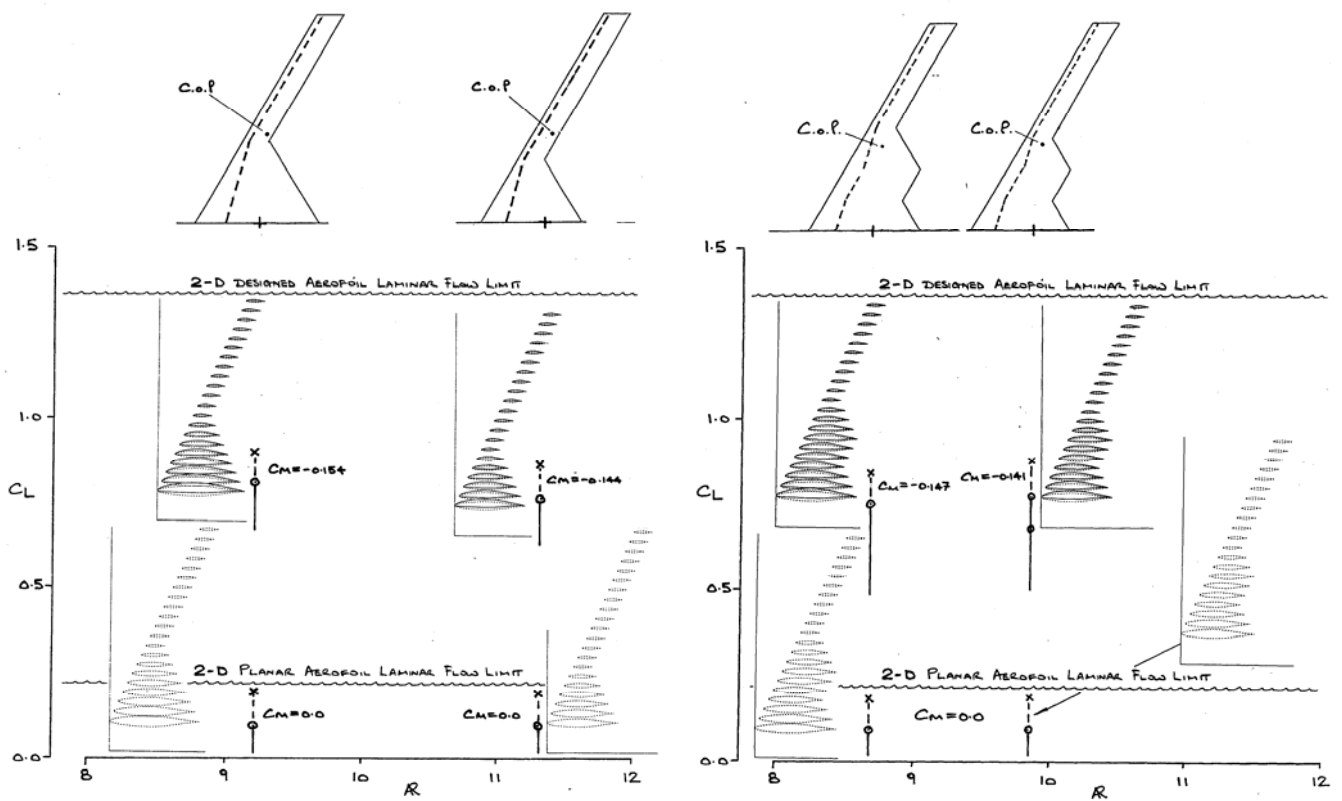 C.o.P
C.o.P
1.5
2-D DESIGNED AEROFOIL LAMINAR FLOW LIMIT
1.0
CM=-0.154
CM=-0.144
CL
0.5
2-D PLANAR AEROFOIL LAMINAR FLOW LIMIT
CM=0.0
CM=0.0
0.0
8
9
10
11
12
AR
C.o.P.
C.o.P.
1.5
2-D DESIGNED AEROFOIL LAMINAR FLOW LIMIT
1.0
CM=-0.147
CM=-0.141
CL
0.5
2-D PLANAR AEROFOIL LAMINAR FLOW LIMIT
CM=0.0
0.0
8
9
10
11
12
AR